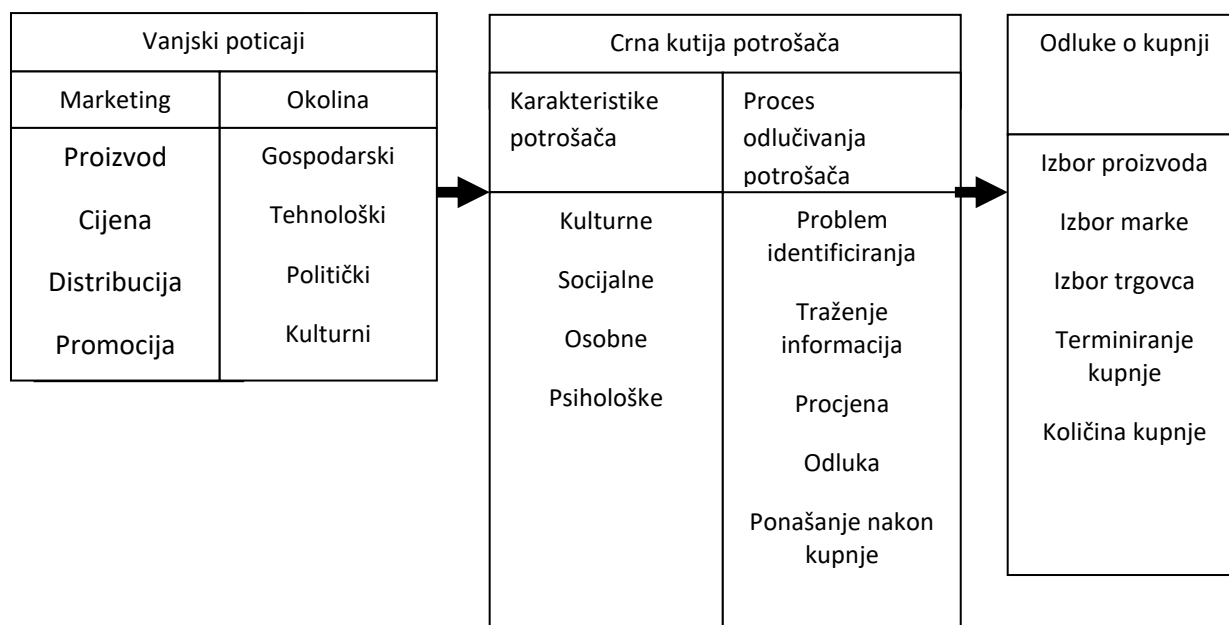 Vanjski poticaji
Marketing
Okolina
Proizvod
Cijena
Distribucija
Promocija
Gospodarski
Tehnološki
Politički
Kulturni
Crna kutija potrošača
Karakteristike
potrošača
Proces
odlučivanja
potrošača
Kulturne
Socijalne
Osobne
Psihološke
Problem
identificiranja
Traženje
informacija
Procjena
Odluka
Ponašanje nakon
kupnje
Odluke o kupnji
Izbor proizvoda
Izbor marke
Izbor trgovca
Terminiranje
kupnje
Količina kupnje